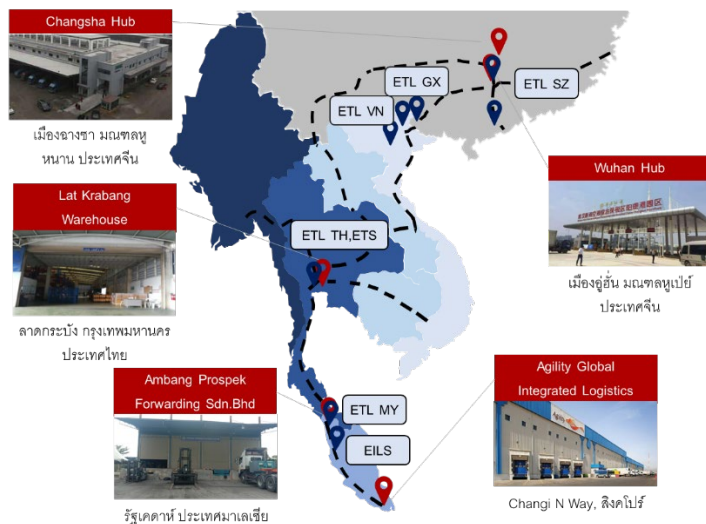 Changsha Hub
เมืองฉางชา มณฑลหู
หนาน ประเทศจีน
ETL GX
ETL SZ
ETL VN
Wuhan Hub
เมืองอู่ฮั่น มณฑลหูเป่ย์
ประเทศจีน
Lat Krabang
Warehouse
ลาดกระบัง กรุงเทพมหานคร
ประเทศไทย
ETL TH,ETS
Ambang Prospek
Forwarding Sdn.Bhd
รัฐเคดาห์ ประเทศมาเลเซีย
ETL MY
EILS
Agility Global
Integrated Logistics
Agility
Changi N Way, สิงคโปร์